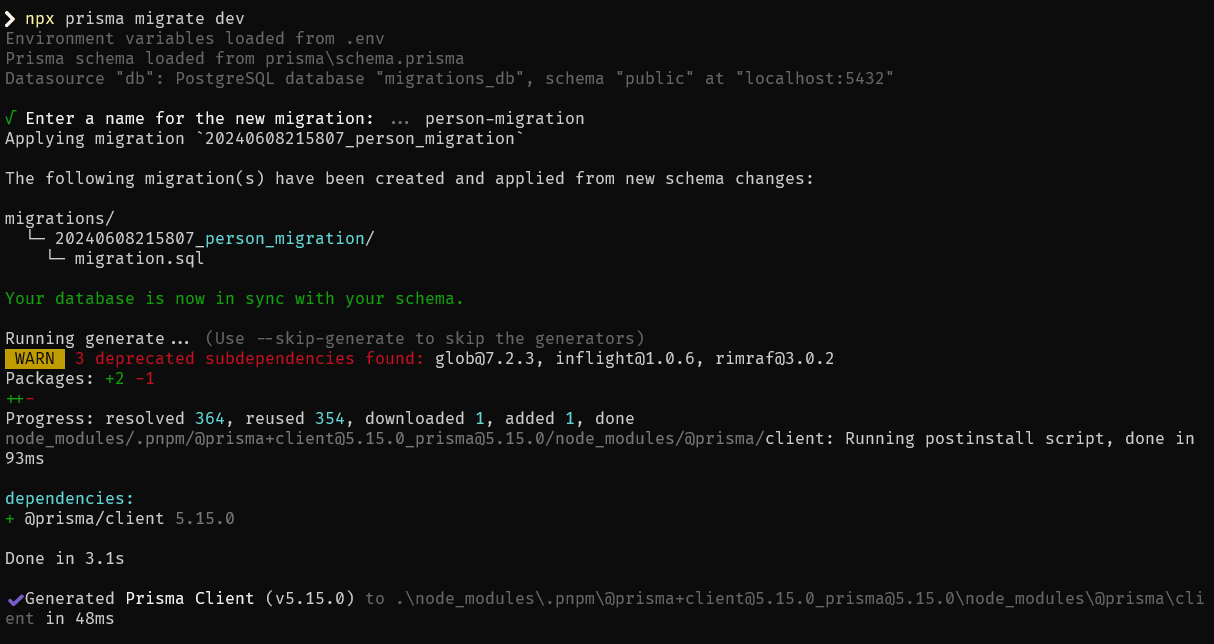 ❯ npx prisma migrate dev
Environment variables loaded from .env
Prisma schema loaded from prisma\schema.prisma
Datasource "db": PostgreSQL database "migrations_db", schema "public" at "localhost:5432"
√ Enter a name for the new migration: ... person-migration
Applying migration `20240608215807_person_migration`
The following migration(s) have been created and applied from new schema changes:
migrations/
└─ 20240608215807_person_migration/
└─ migration.sql
Your database is now in sync with your schema.
Running generate... (Use --skip-generate to skip the generators)
WARN 3 deprecated subdependencies found: glob@7.2.3, inflight@1.0.6, rimraf@3.0.2
Packages: +2 -1
++-
Progress: resolved 364, reused 354, downloaded 1, added 1, done
node_modules/.pnpm/@prisma+client@5.15.0_prisma@5.15.0/node_modules/@prisma/client: Running postinstall script, done in
93ms
dependencies:
+ @prisma/client 5.15.0
Done in 3.1s
✔Generated Prisma Client (v5.15.0) to .\node_modules\.pnpm\@prisma+client@5.15.0_prisma@5.15.0\node_modules\@prisma\cli
ent in 48ms